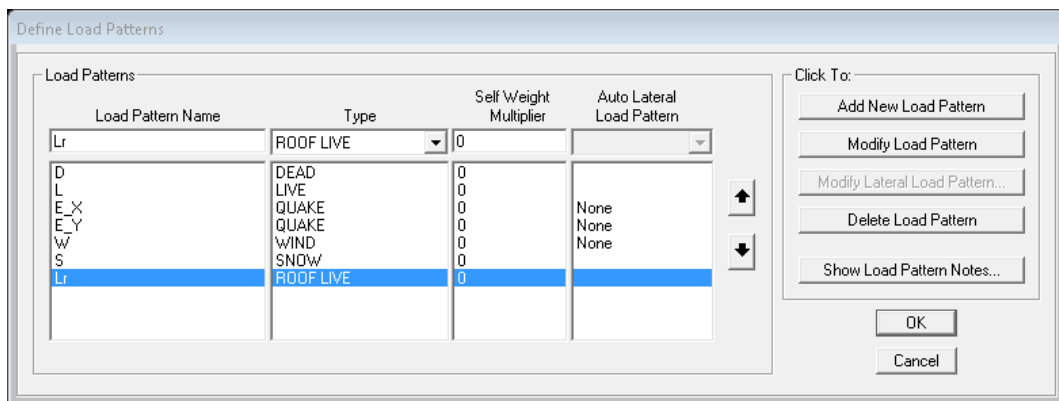 Define Load Patterns
Load Patterns
Click To:
Load Pattern Name Type Self Weight Multiplier Auto Lateral Load Pattern
Lr ROOF LIVE 0
D DEAD 0
L LIVE 0
E_X QUAKE 0 None
E_Y QUAKE 0 None
W WIND 0 None
S SNOW 0
Lr ROOF LIVE 0
Add New Load Pattern
Modify Load Pattern
Modify Lateral Load Pattern...
Delete Load Pattern
Show Load Pattern Notes...
OK
Cancel